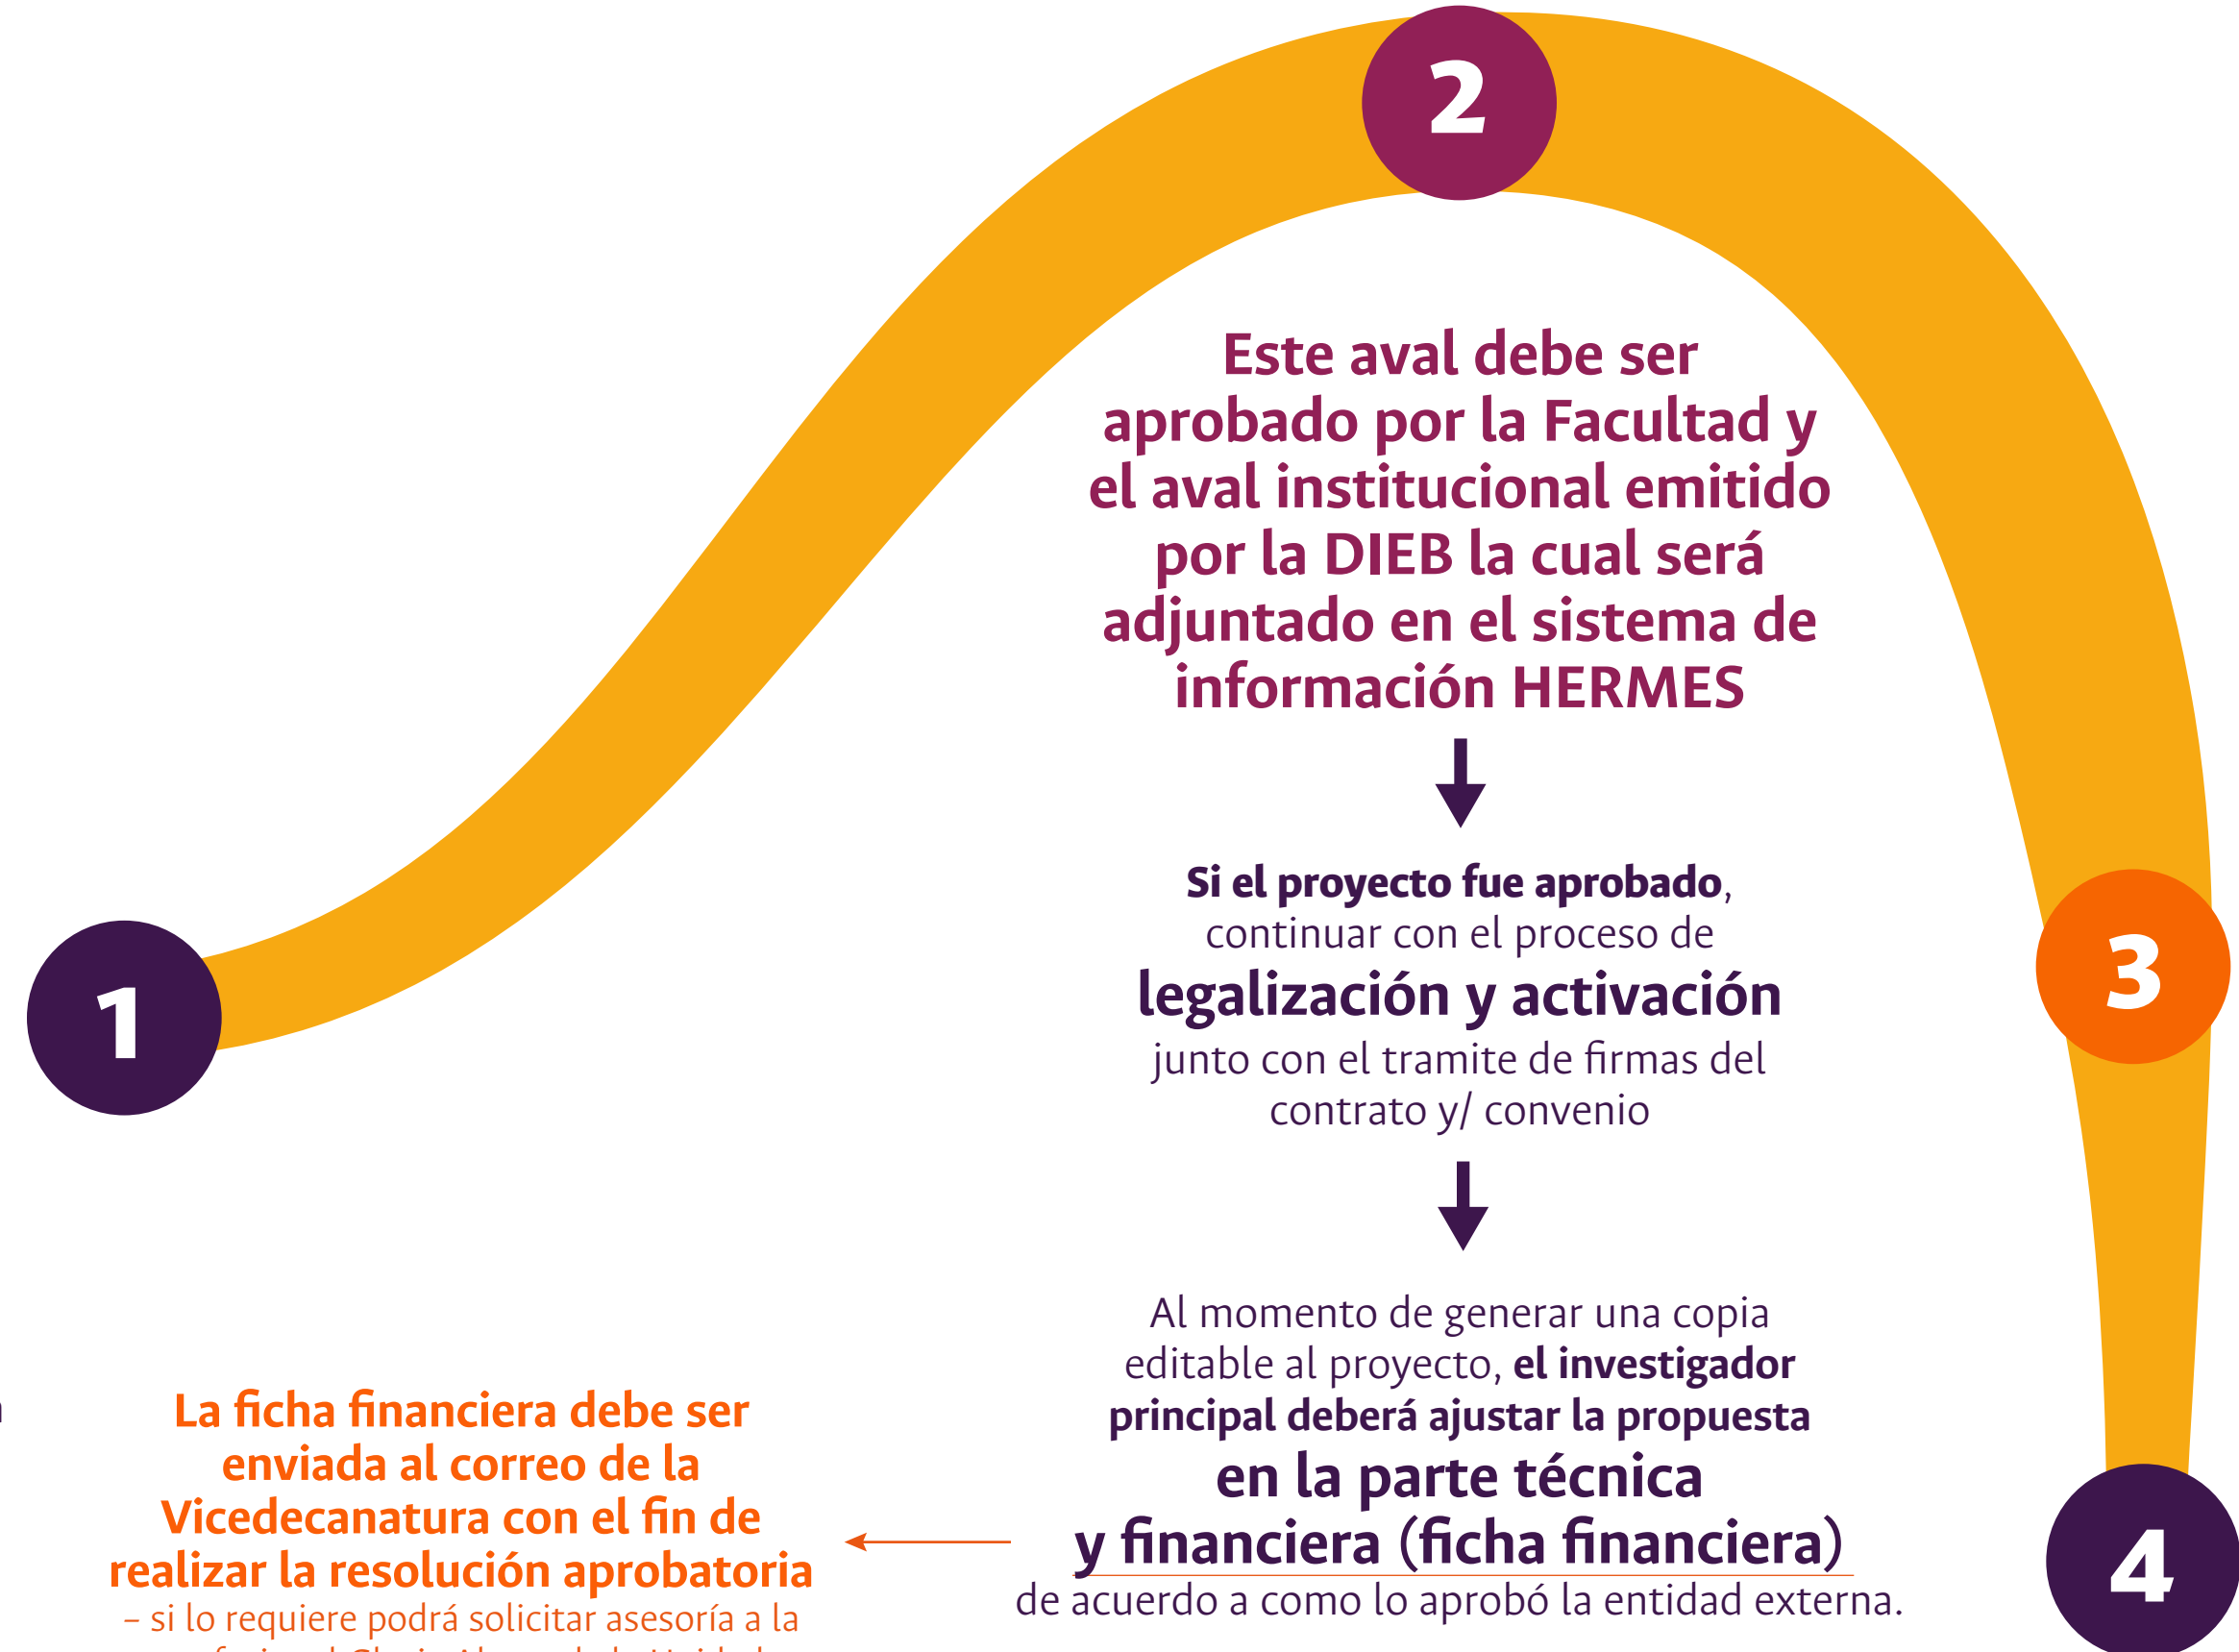 2
Este aval debe ser
aprobado por la Facultad y
el aval institucional emitido
por la DIEB la cual será
adjuntado en el sistema de
información HERMES
Si el proyecto fue aprobado,
continuar con el proceso de
legalización y activación
junto con el tramite de firmas del
contrato y/ convenio
1
3
Al momento de generar una copia
editable al proyecto, el investigador
principal deberá ajustar la propuesta
en la parte técnica
y financiera (ficha financiera)
de acuerdo a como lo aprobó la entidad externa.
La ficha financiera debe ser
enviada al correo de la
Vicedecanatura con el fin de
realizar la resolución aprobatoria
– si lo requiere podrá solicitar asesoría a la
4